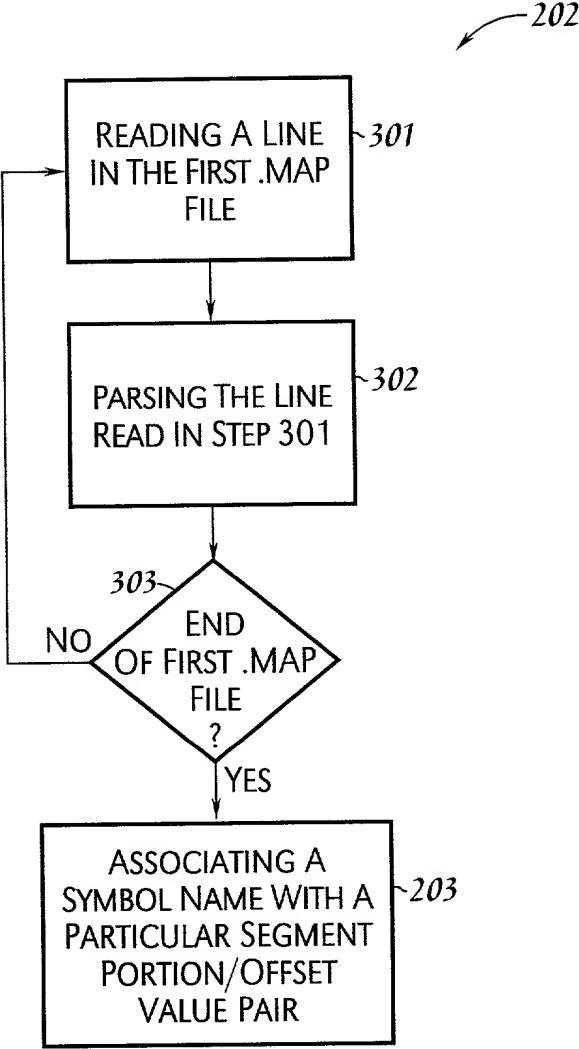 202
READING A LINE
IN THE FIRST .MAP
FILE
301
PARSING THE LINE
READ IN STEP 301
302
303
END
OF FIRST .MAP
FILE
?
NO
YES
ASSOCIATING A
SYMBOL NAME WITH A
PARTICULAR SEGMENT
PORTION/OFFSET
VALUE PAIR
203